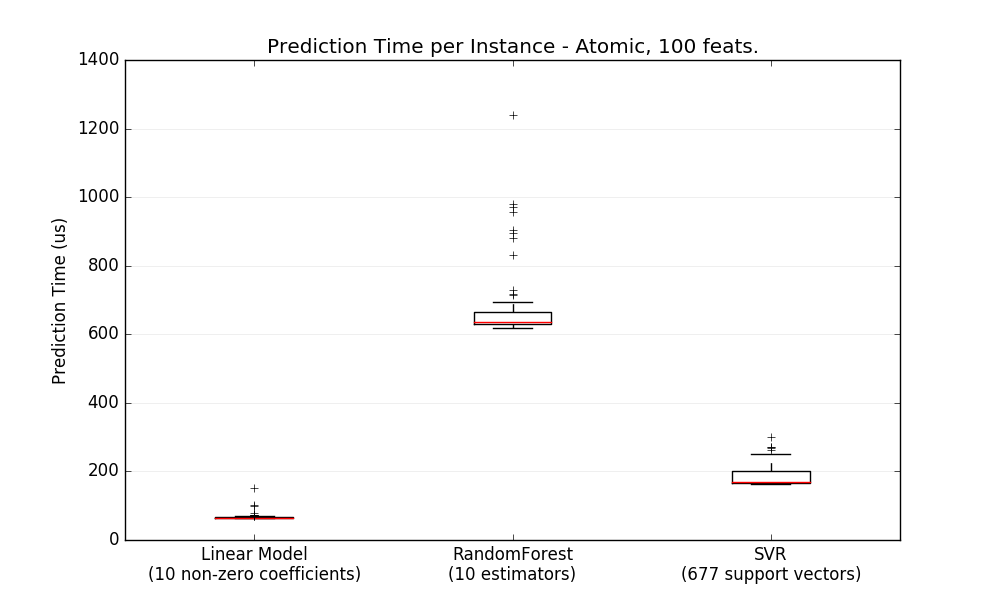 Prediction Time per Instance - Atomic, 100 feats.
1400
1200
1000
800
600
400
200
0
Prediction Time (us)
Linear Model
(10 non-zero coefficients)
RandomForest
(10 estimators)
SVR
(677 support vectors)